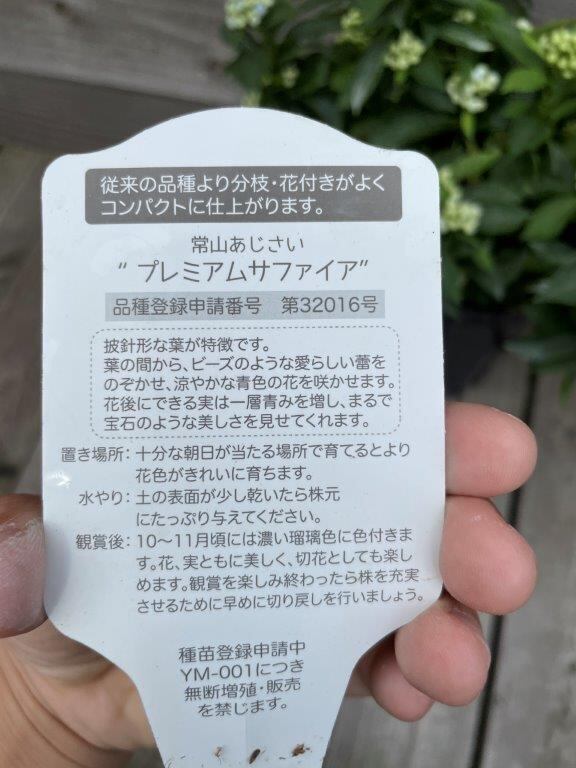 従来の品種より分枝・花付きがよく
コンパクトに仕上がります。
常山あじさい
“プレミアムサファイア”
品種登録申請番号 第32016号
披針形な葉が特徴です。
葉の間から、ビーズのような愛らしい蕾を
のぞかせ、涼やかな青色の花を咲かせます。
花後にできる実は一層青みを増し、まるで
宝石のような美しさを見せてくれます。
置き場所：十分な朝日が当たる場所で育てるとより
花色がきれいに育ちます。
水やり：土の表面が少し乾いたら株元
にたっぷり与えてください。
観賞後：10〜11月頃には濃い瑠璃色に色付きま
す。花、実ともに美しく、切花としても楽し
めます。観賞を楽しみ終わったら株を充実
させるために早めに切り戻しを行いましょう。
種苗登録申請中
YM-001につき
無断増殖・販売
を禁じます。